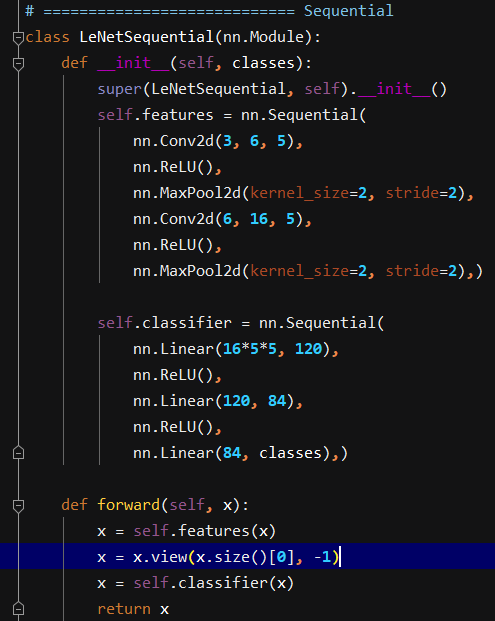 # ============================ Sequential
class LeNetSequential(nn.Module):
    def __init__(self, classes):
        super(LeNetSequential, self).__init__()
        self.features = nn.Sequential(
            nn.Conv2d(3, 6, 5),
            nn.ReLU(),
            nn.MaxPool2d(kernel_size=2, stride=2),
            nn.Conv2d(6, 16, 5),
            nn.ReLU(),
            nn.MaxPool2d(kernel_size=2, stride=2),)

        self.classifier = nn.Sequential(
            nn.Linear(16*5*5, 120),
            nn.ReLU(),
            nn.Linear(120, 84),
            nn.ReLU(),
            nn.Linear(84, classes),)

    def forward(self, x):
        x = self.features(x)
        x = x.view(x.size()[0], -1)
        x = self.classifier(x)
        return x